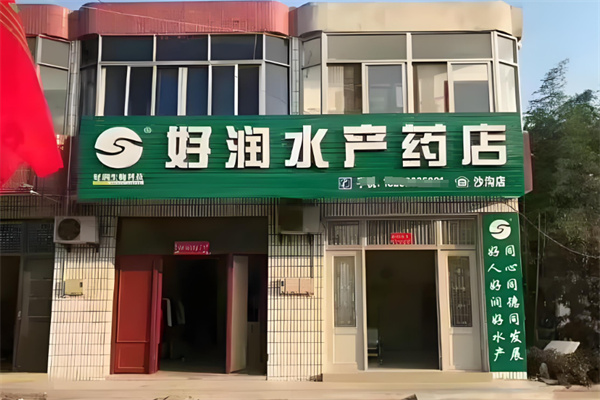 好润水产药店
好润生物科技
沙沟店
同心同德同发展
好人好润好水产